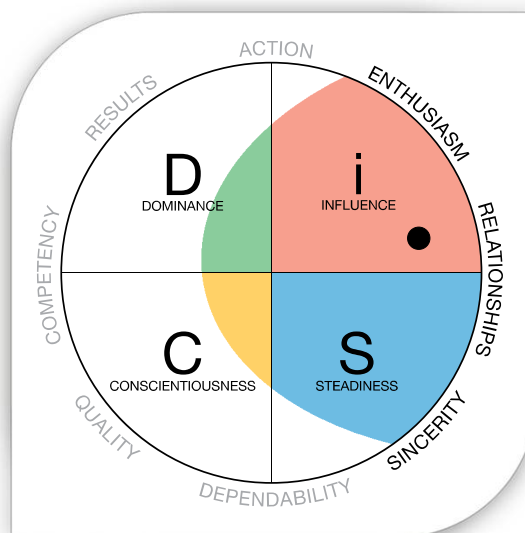 ACTION
ENTHUSIASM
RESULTS
D
DOMINANCE
i
INFLUENCE
RELATIONSHIPS
COMPETENCY
C
CONSCIENTIOUSNESS
S
STEADINESS
SINCERITY
QUALITY
DEPENDABILITY